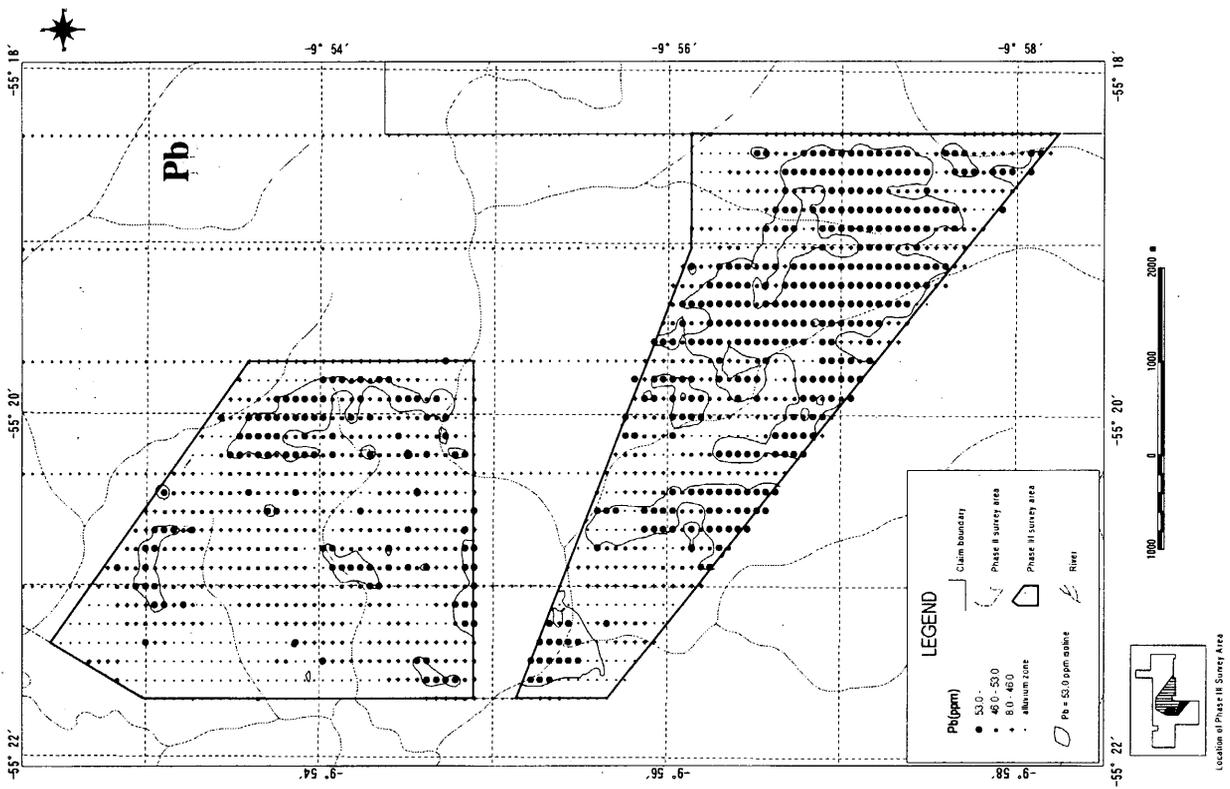 Pb
-9° 54′
-9° 56′
-9° 58′
-55° 18′
-55° 18′
-55° 20′
-55° 20′
-55° 22′
-55° 22′
-9° 54′
-9° 56′
-9° 58′
LEGEND
Pb(ppm)
53.0 -
46.0 - 53.0
8.0 - 46.0
alluvium zone
Pb = 53.0 ppm isoline
Claim boundary
Phase II survey area
Phase III survey area
River
1000 0 1000 2000 m
Location of Phase III Survey Area